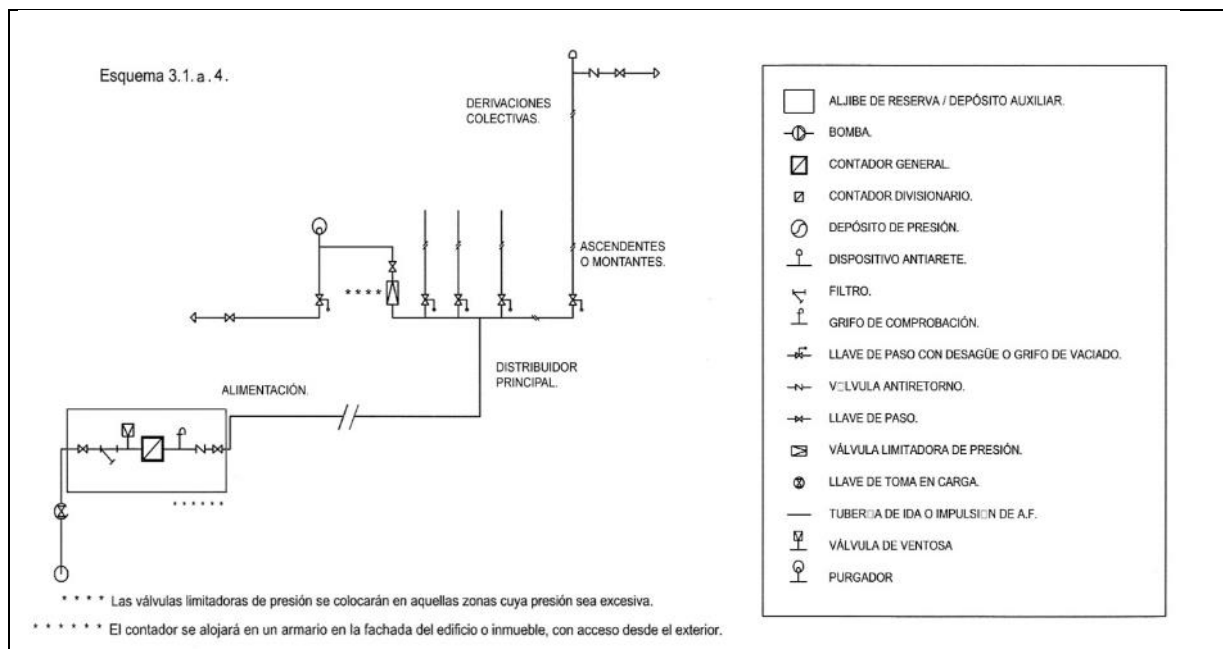 Esquema 3.1.a.4.
DERIVACIONES
COLECTIVAS.
ASCENDENTES
O MONTANTES.
* * * *
DISTRIBUIDOR
PRINCIPAL.
ALIMENTACIÓN.
* * * * * *
* * * * Las válvulas limitadoras de presión se colocarán en aquellas zonas cuya presión sea excesiva.
* * * * * * El contador se alojará en un armario en la fachada del edificio o inmueble, con acceso desde el exterior.
ALJIBE DE RESERVA / DEPÓSITO AUXILIAR.
BOMBA.
CONTADOR GENERAL.
CONTADOR DIVISIONARIO.
DEPÓSITO DE PRESIÓN.
DISPOSITIVO ANTIARETE.
FILTRO.
GRIFO DE COMPROBACIÓN.
LLAVE DE PASO CON DESAGÜE O GRIFO DE VACIADO.
V□LVULA ANTIRETORNO.
LLAVE DE PASO.
VÁLVULA LIMITADORA DE PRESIÓN.
LLAVE DE TOMA EN CARGA.
TUBER□A DE IDA O IMPULSI□N DE A.F.
VÁLVULA DE VENTOSA
PURGADOR